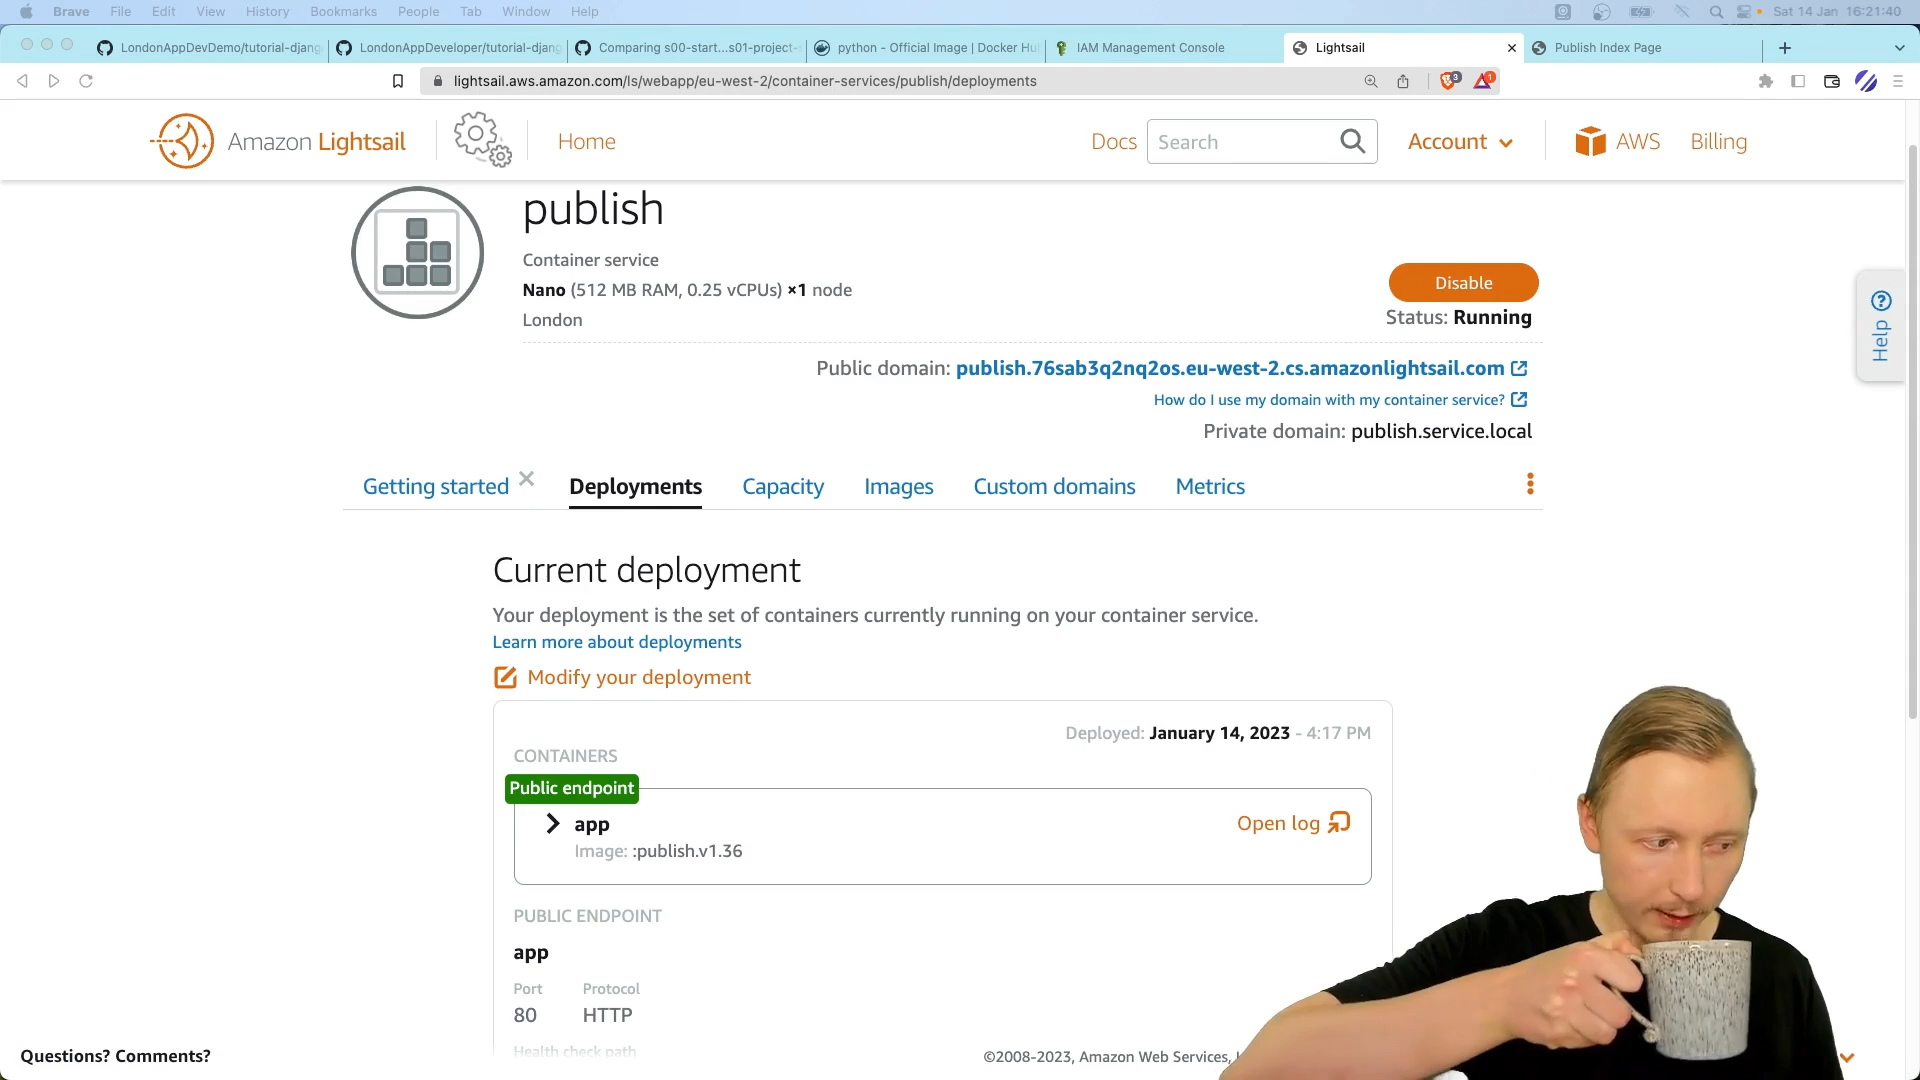 Brave File Edit View History Bookmarks People Tab Window Help Sat 14 Jan 16:21:40
LondonAppDevDemo/tutorial-djang LondonAppDeveloper/tutorial-djang Comparing s00-start...s01-project- python - Official Image | Docker Hu IAM Management Console Lightsail Publish Index Page
lightsail.aws.amazon.com/ls/webapp/eu-west-2/container-services/publish/deployments 3 1
Amazon Lightsail Home Docs Search Account AWS Billing
publish
Container service
Nano (512 MB RAM, 0.25 vCPUs) ×1 node
London
Disable
Status: Running
Public domain: publish.76sab3q2nq2os.eu-west-2.cs.amazonlightsail.com
How do I use my domain with my container service?
Private domain: publish.service.local
Help
Getting started Deployments Capacity Images Custom domains Metrics
Current deployment
Your deployment is the set of containers currently running on your container service.
Learn more about deployments
Modify your deployment
Deployed: January 14, 2023 - 4:17 PM
CONTAINERS
Public endpoint
app Open log
Image: :publish.v1.36
PUBLIC ENDPOINT
app
Port Protocol
80 HTTP
Health check path
Questions? Comments? ©2008-2023, Amazon Web Services,